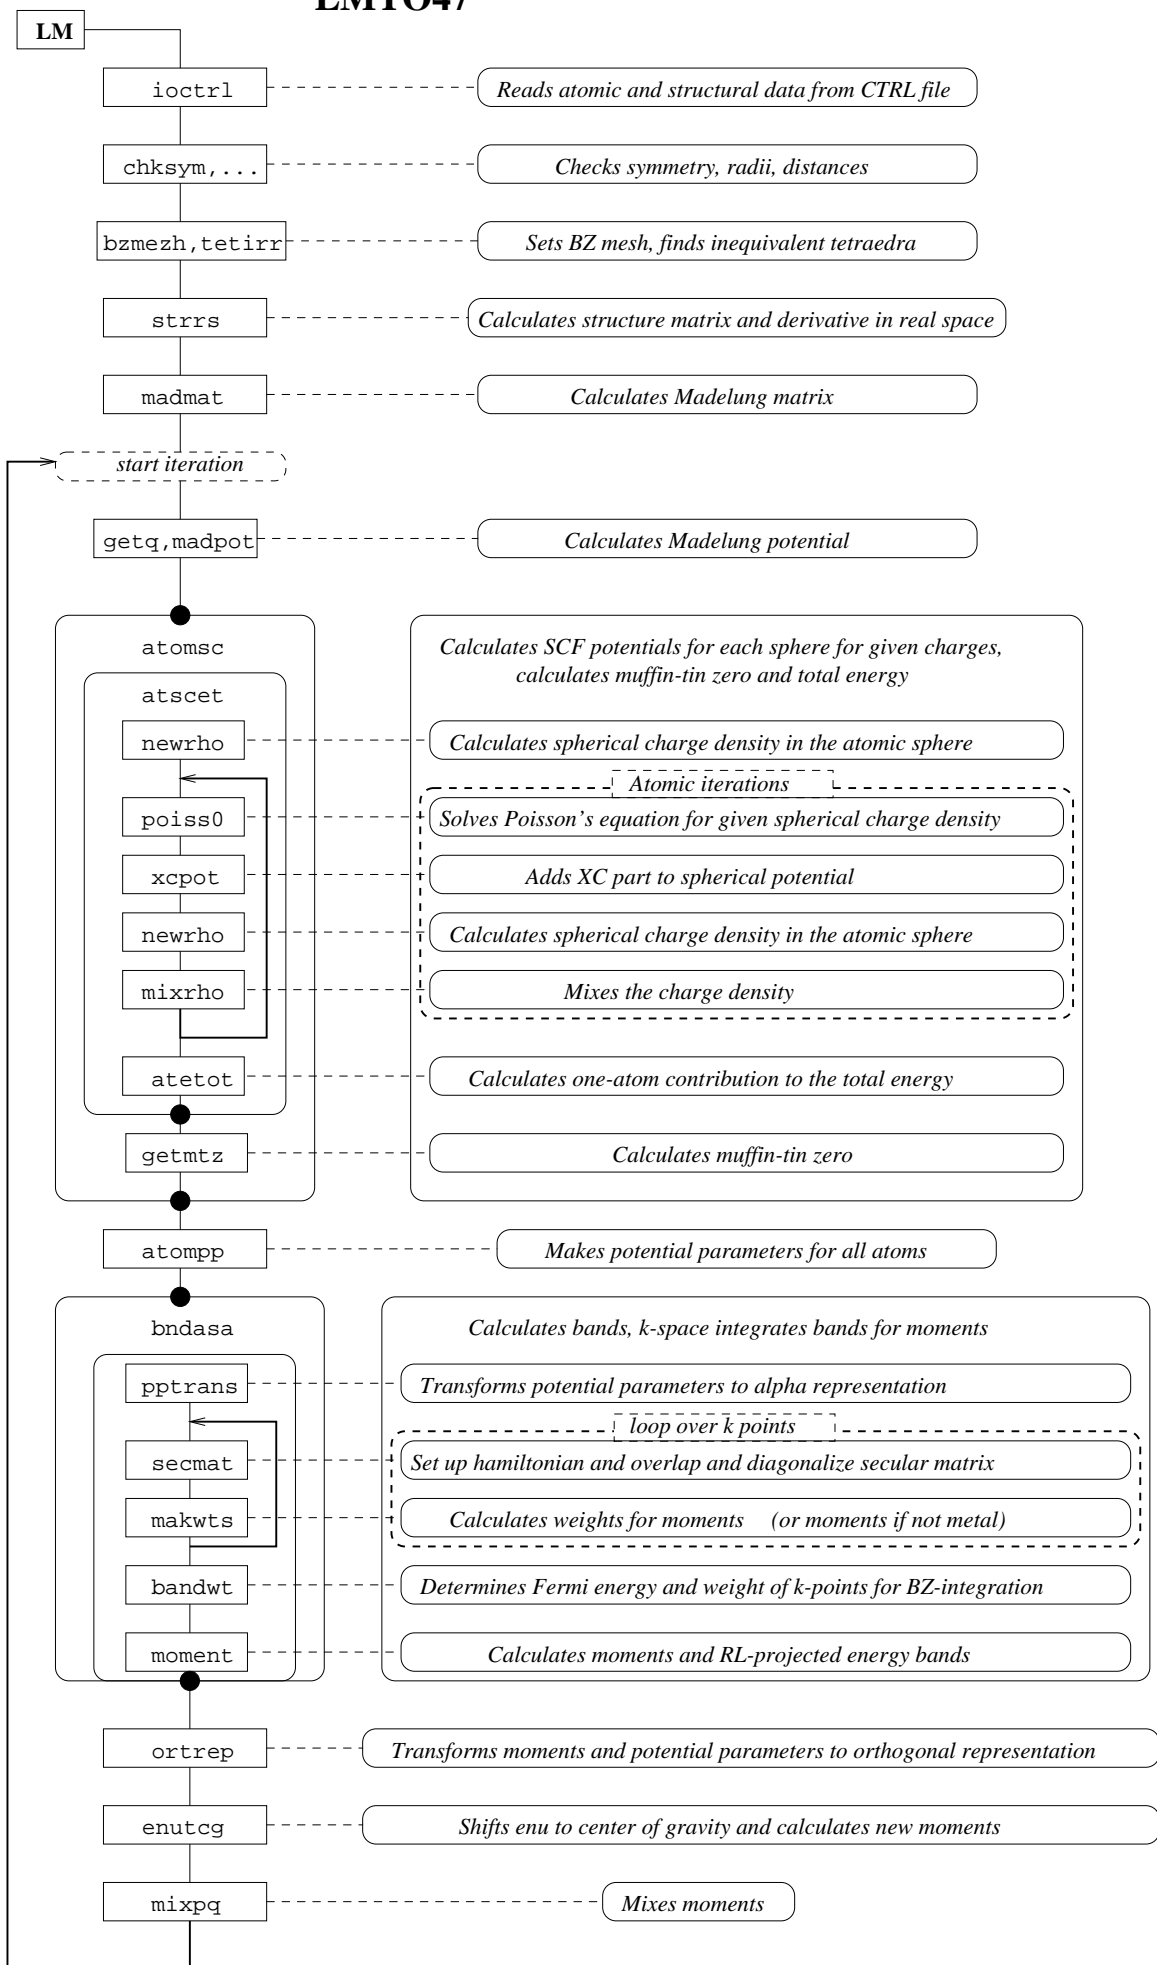 LMTO47
LM
ioctrl
Reads atomic and structural data from CTRL file
chksym,...
Checks symmetry, radii, distances
bzmezh,tetirr
Sets BZ mesh, finds inequivalent tetraedra
strrs
Calculates structure matrix and derivative in real space
madmat
Calculates Madelung matrix
start iteration
getq,madpot
Calculates Madelung potential
atomsc
Calculates SCF potentials for each sphere for given charges,
calculates muffin-tin zero and total energy
atscet
newrho
Calculates spherical charge density in the atomic sphere
Atomic iterations
poiss0
Solves Poisson's equation for given spherical charge density
xcpot
Adds XC part to spherical potential
newrho
Calculates spherical charge density in the atomic sphere
mixrho
Mixes the charge density
atetot
Calculates one-atom contribution to the total energy
getmtz
Calculates muffin-tin zero
atompp
Makes potential parameters for all atoms
bndasa
Calculates bands, k-space integrates bands for moments
pptrans
Transforms potential parameters to alpha representation
loop over k points
secmat
Set up hamiltonian and overlap and diagonalize secular matrix
makwts
Calculates weights for moments (or moments if not metal)
bandwt
Determines Fermi energy and weight of k-points for BZ-integration
moment
Calculates moments and RL-projected energy bands
ortrep
Transforms moments and potential parameters to orthogonal representation
enutcg
Shifts enu to center of gravity and calculates new moments
mixpq
Mixes moments